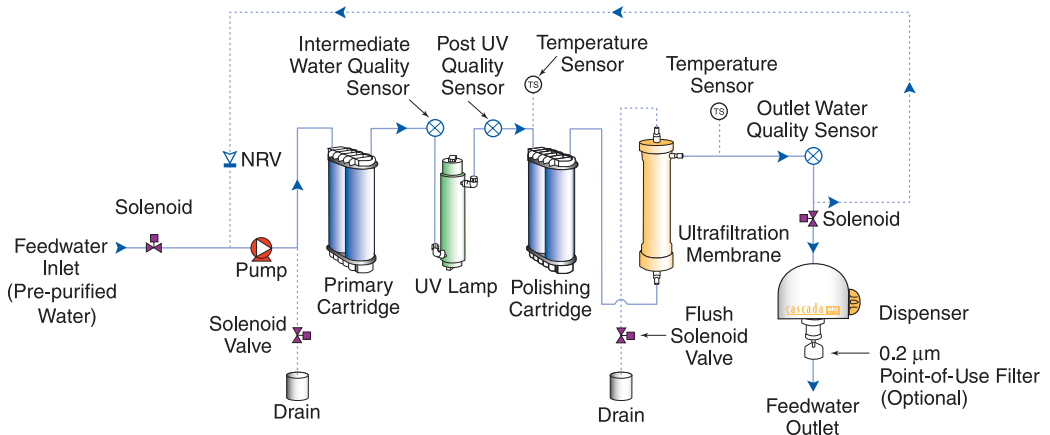 Intermediate
Water Quality
Sensor
Post UV
Quality
Sensor
Temperature
Sensor
TS
Temperature
Sensor
TS
Outlet Water
Quality Sensor
NRV
Solenoid
Feedwater
Inlet
(Pre-purified
Water)
Pump
Primary
Cartridge
UV Lamp
Polishing
Cartridge
Ultrafiltration
Membrane
Solenoid
Solenoid
Valve
Drain
Flush
Solenoid
Valve
Drain
cascada
Dispenser
0.2 μm
Point-of-Use Filter
(Optional)
Feedwater
Outlet